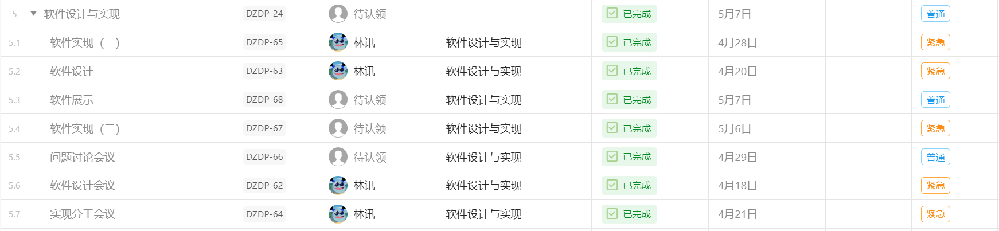 5 软件设计与实现 DZDP-24 待认领 已完成 5月7日 普通
5.1 软件实现（一） DZDP-65 林讯 软件设计与实现 已完成 4月28日 紧急
5.2 软件设计 DZDP-63 林讯 软件设计与实现 已完成 4月20日 紧急
5.3 软件展示 DZDP-68 待认领 软件设计与实现 已完成 5月7日 普通
5.4 软件实现（二） DZDP-67 待认领 软件设计与实现 已完成 5月6日 紧急
5.5 问题讨论会议 DZDP-66 待认领 软件设计与实现 已完成 4月29日 普通
5.6 软件设计会议 DZDP-62 林讯 软件设计与实现 已完成 4月18日 紧急
5.7 实现分工会议 DZDP-64 林讯 软件设计与实现 已完成 4月21日 紧急